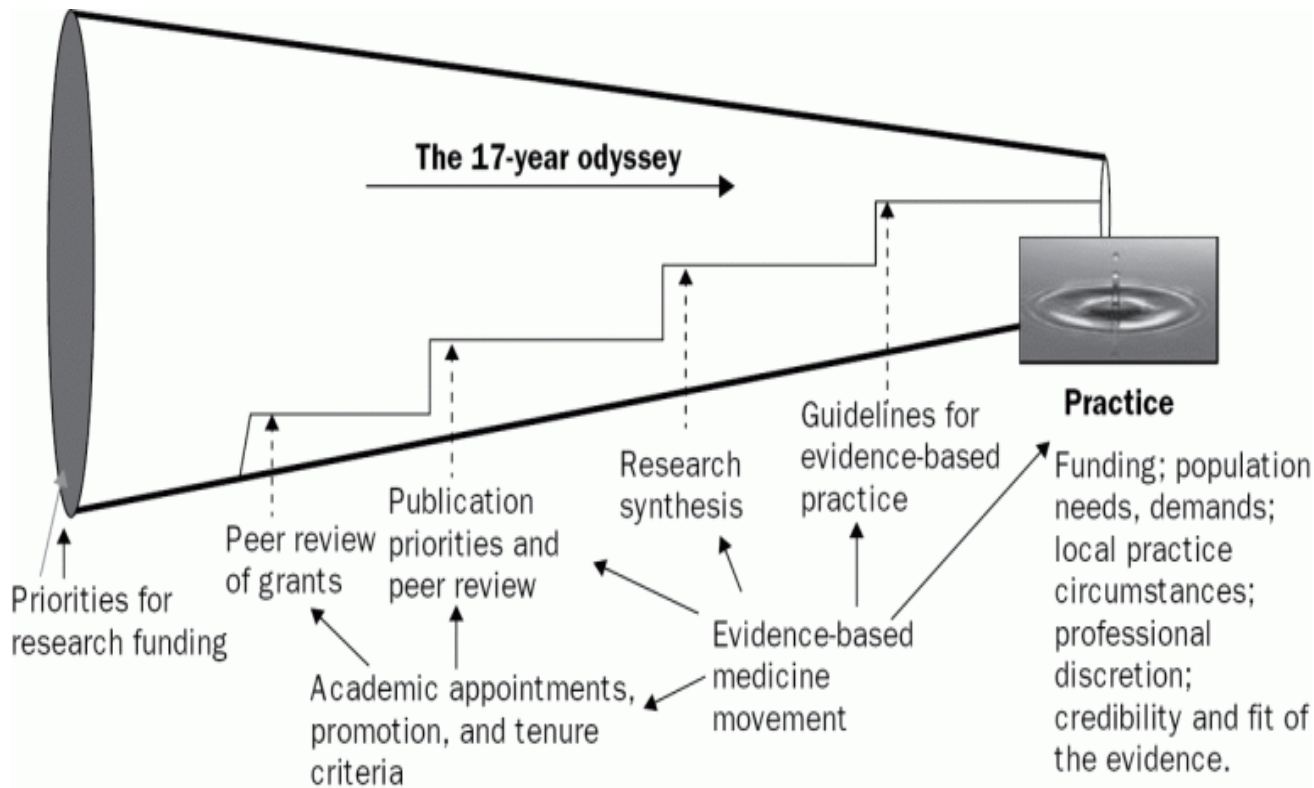 The 17-year odyssey
Priorities for
research funding
Peer review
of grants
Publication
priorities and
peer review
Research
synthesis
Guidelines for
evidence-based
practice
Practice
Funding; population
needs, demands;
local practice
circumstances;
professional
discretion;
credibility and fit of
the evidence.
Academic appointments,
promotion, and tenure
criteria
Evidence-based
medicine
movement